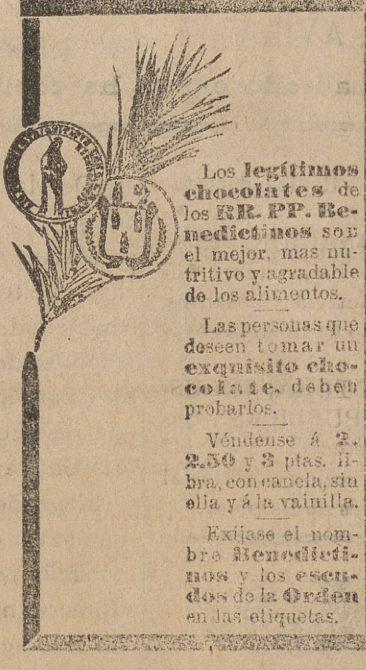 Los legítimos
chocolates de
los RR. PP. Be-
nedictinos son
el mejor, mas nu-
tritivo y agradable
de los alimentos.
Las personas que
deseen tomar un
exquisito cho-
colate, deben
probarlos.
Véndense á 2,
2.50 y 3 ptas. li-
bra, con canela, sin
ella y á la vainilla.
Exíjase el nom-
bre Benedicti-
nos y los escu-
dos de la Orden
en las etiquetas.